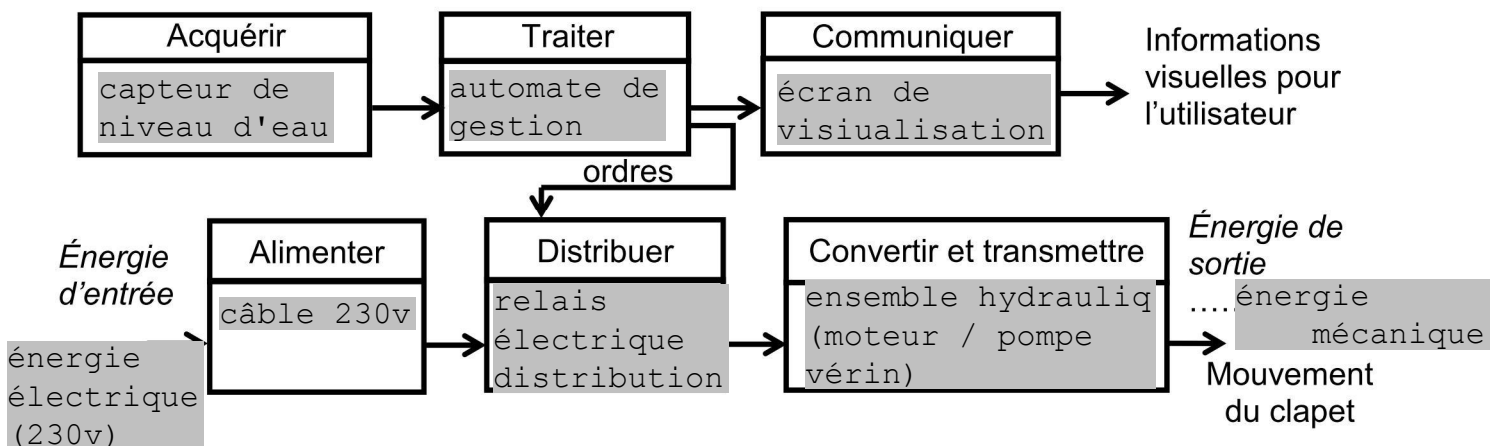 Acquérir
capteur de
niveau d'eau
Traiter
automate de
gestion
Communiquer
écran de
visiualisation
Informations
visuelles pour
l'utilisateur
ordres
Énergie
d'entrée
énergie
électrique
(230v)
Alimenter
câble 230v
Distribuer
relais
électrique
distribution
Convertir et transmettre
ensemble hydrauliq
(moteur / pompe
vérin)
Énergie de
sortie
.....énergie
mécanique
Mouvement
du clapet